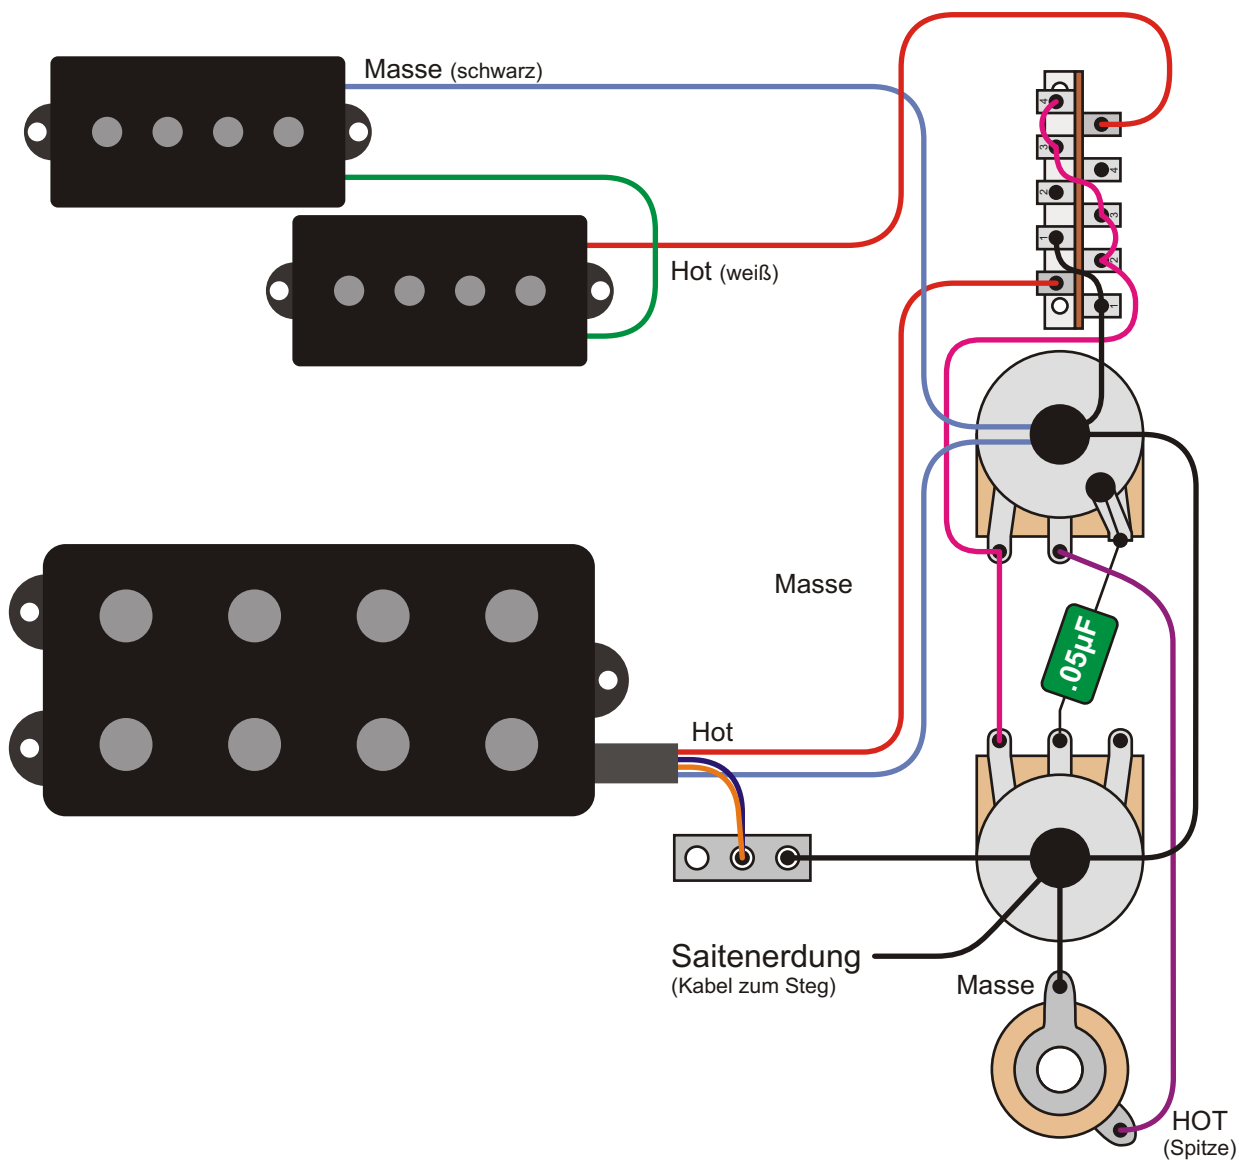 Masse (schwarz)
Hot (weiß)
4
3
2
1
4
3
2
1
Masse
.05µF
Hot
Saitenerdung
(Kabel zum Steg)
Masse
HOT
(Spitze)